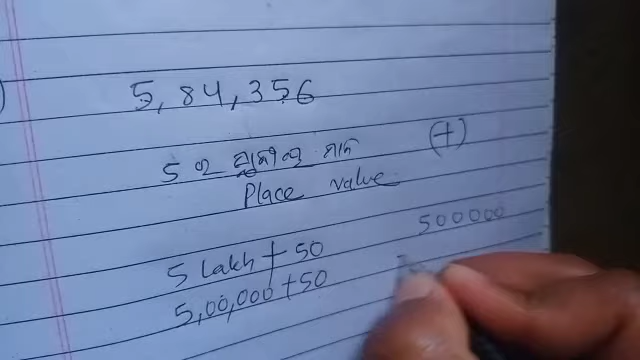 5,84,356
5 ର ସ୍ଥାନୀୟ ମାନ (+)
Place value
5 Lakh + 50
500000
5,00,000 + 50